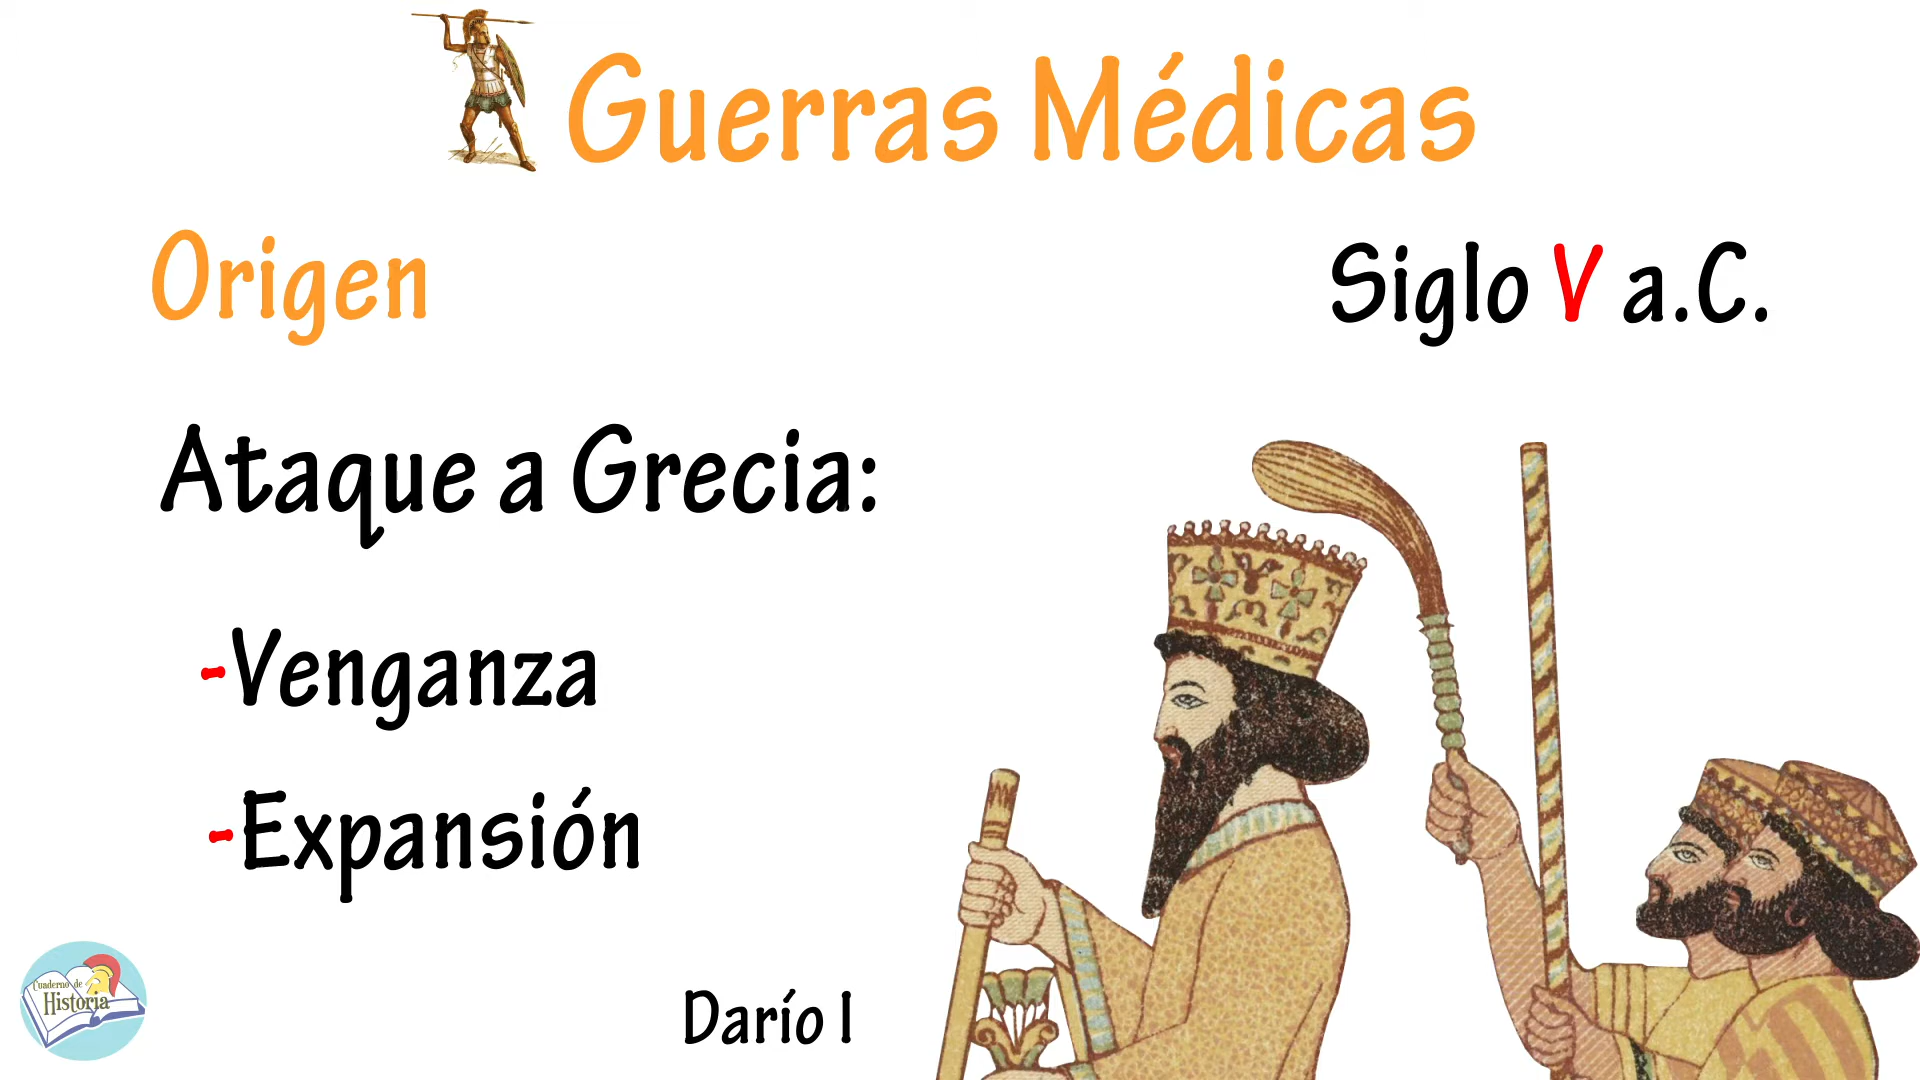 Guerras Médicas
Origen
Siglo V a.C.
Ataque a Grecia:
-Venganza
-Expansión
Darío I
Cuaderno de
Historia